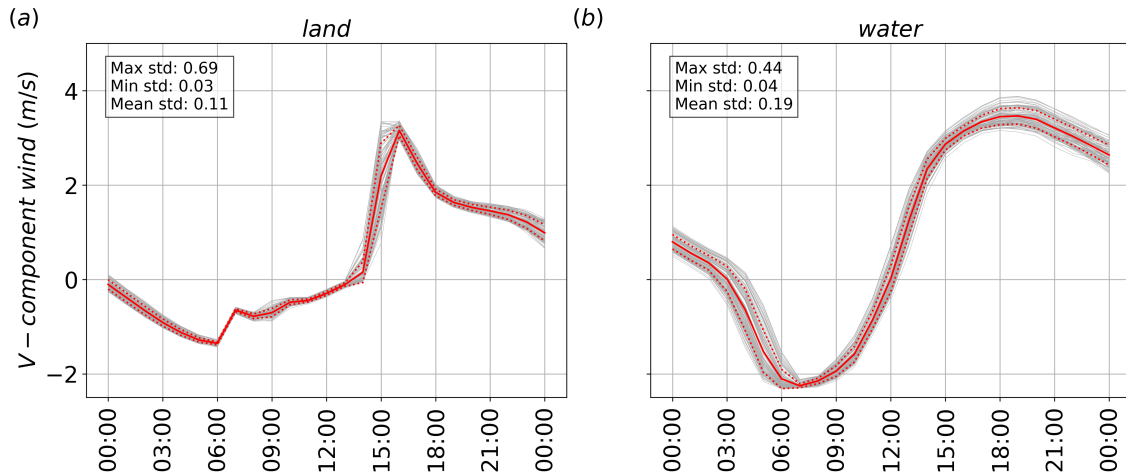 (a)
land
Max std: 0.69
Min std: 0.03
Mean std: 0.11
V − component wind (m/s)
4
2
0
−2
00:00
03:00
06:00
09:00
12:00
15:00
18:00
21:00
00:00
(b)
water
Max std: 0.44
Min std: 0.04
Mean std: 0.19
00:00
03:00
06:00
09:00
12:00
15:00
18:00
21:00
00:00